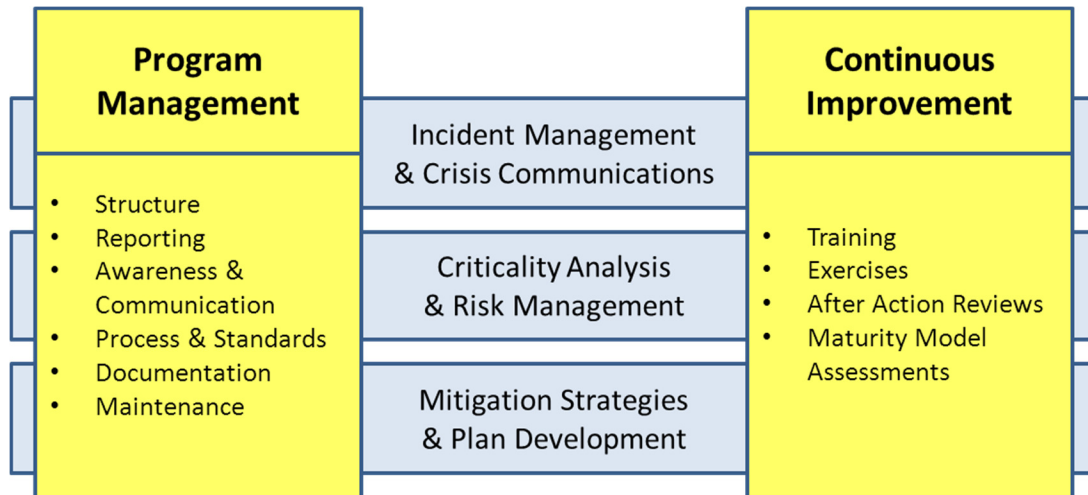 Program
Management
• Structure
• Reporting
• Awareness &
Communication
• Process & Standards
• Documentation
• Maintenance
Incident Management
& Crisis Communications
Criticality Analysis
& Risk Management
Mitigation Strategies
& Plan Development
Continuous
Improvement
• Training
• Exercises
• After Action Reviews
• Maturity Model
Assessments